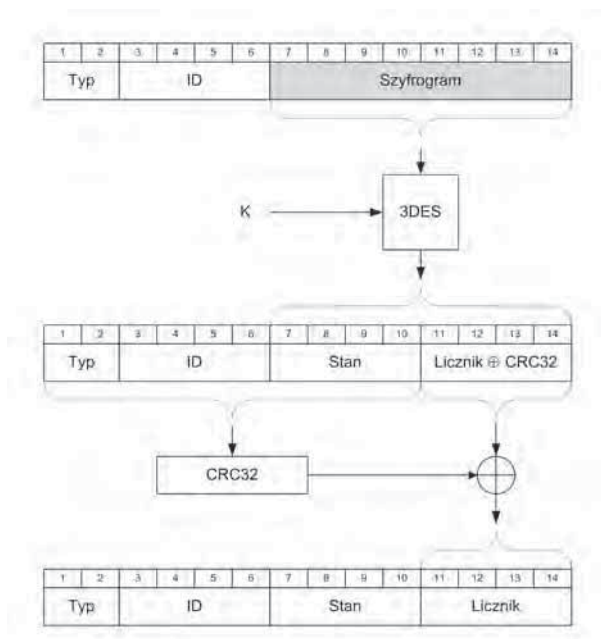 1 2 3 4 5 6 7 8 9 10 11 12 13 14
Typ ID Szyfrogram
K 3DES
1 2 3 4 5 6 7 8 9 10 11 12 13 14
Typ ID Stan Licznik ⊕ CRC32
CRC32
1 2 3 4 5 6 7 8 9 10 11 12 13 14
Typ ID Stan Licznik